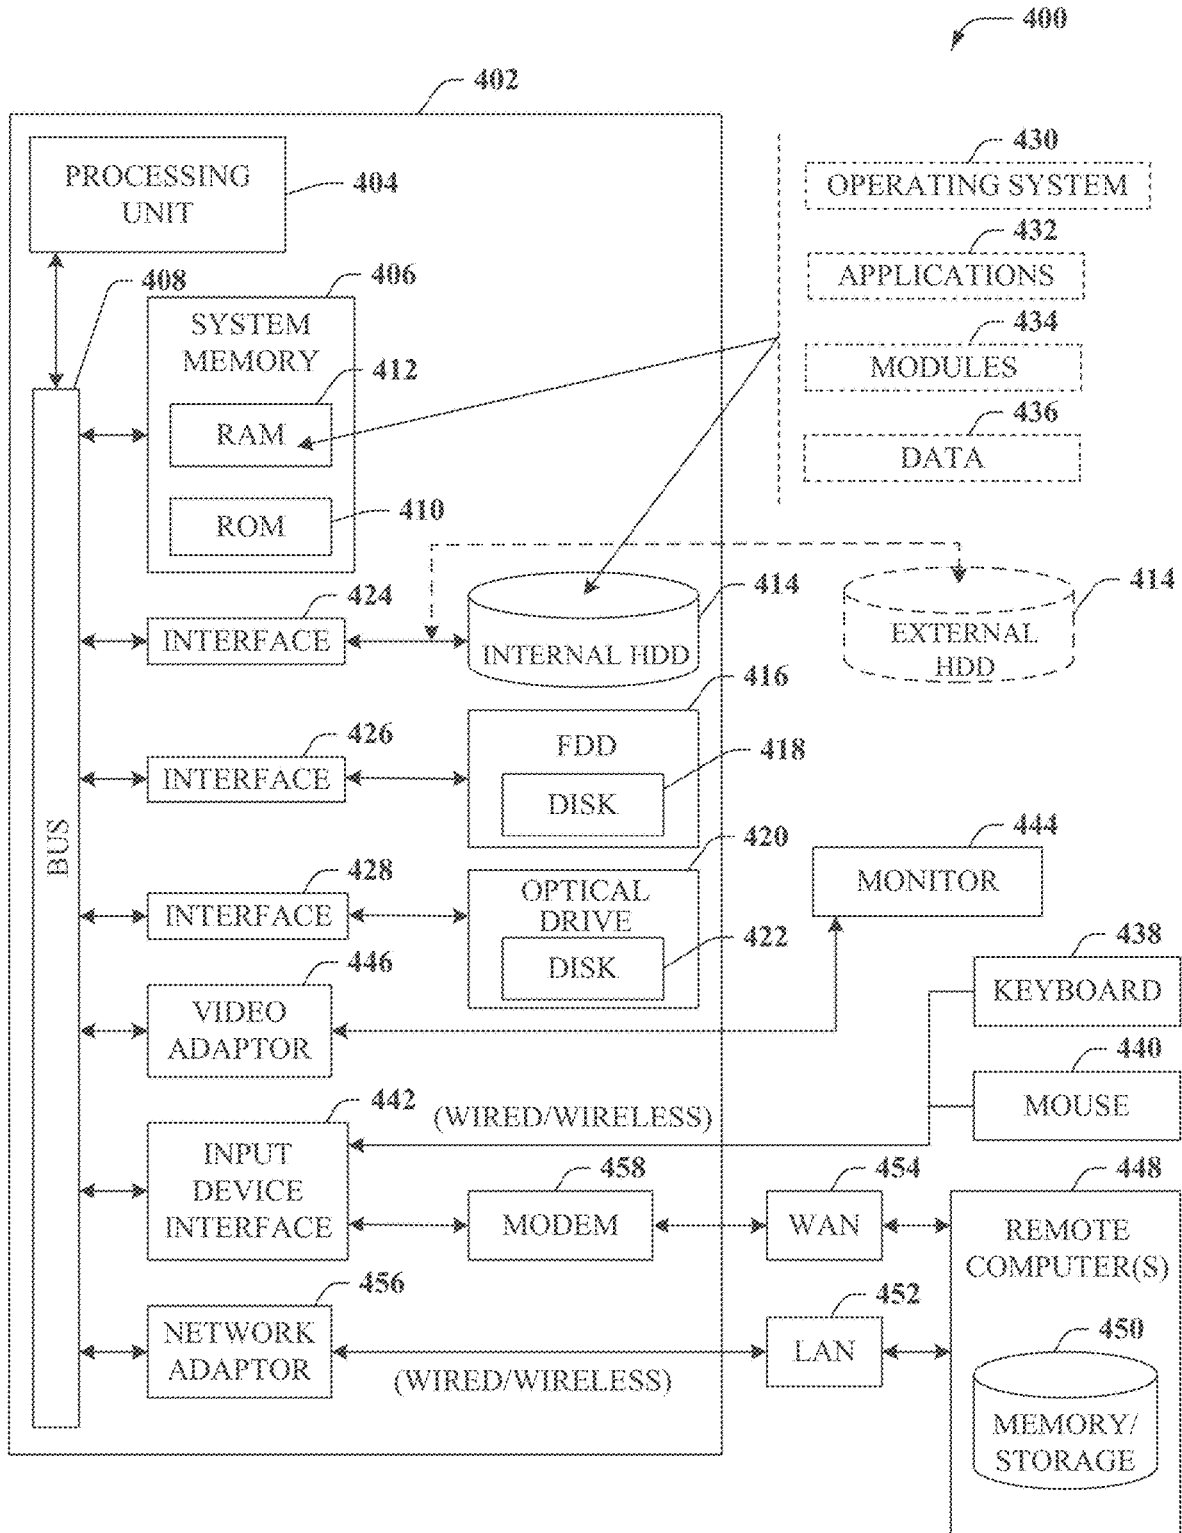 400
402
PROCESSING
UNIT
404
430
OPERATING SYSTEM
432
APPLICATIONS
434
MODULES
436
DATA
408
406
SYSTEM
MEMORY
412
RAM
410
ROM
BUS
424
INTERFACE
414
INTERNAL HDD
414
EXTERNAL
HDD
426
INTERFACE
416
FDD
418
DISK
428
INTERFACE
420
OPTICAL
DRIVE
422
DISK
444
MONITOR
446
VIDEO
ADAPTOR
438
KEYBOARD
440
MOUSE
442
INPUT
DEVICE
INTERFACE
(WIRED/WIRELESS)
458
MODEM
454
WAN
448
REMOTE
COMPUTER(S)
456
NETWORK
ADAPTOR
(WIRED/WIRELESS)
452
LAN
450
MEMORY/
STORAGE